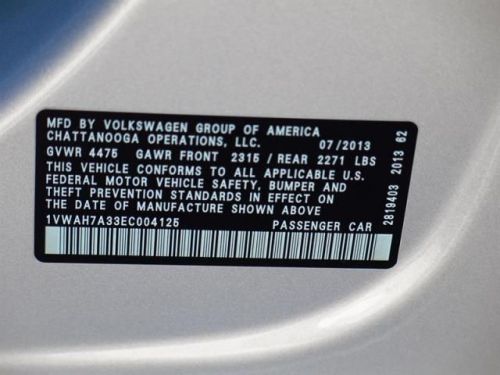 MFD BY VOLKSWAGEN GROUP OF AMERICA
CHATTANOOGA OPERATIONS, LLC. 07/2013
GVWR 4475 GAWR FRONT 2315 / REAR 2271 LBS
THIS VEHICLE CONFORMS TO ALL APPLICABLE U.S.
FEDERAL MOTOR VEHICLE SAFETY, BUMPER AND
THEFT PREVENTION STANDARDS IN EFFECT ON
THE DATE OF MANUFACTURE SHOWN ABOVE
1VWAH7A33EC004125 PASSENGER CAR
2819403 2013 62